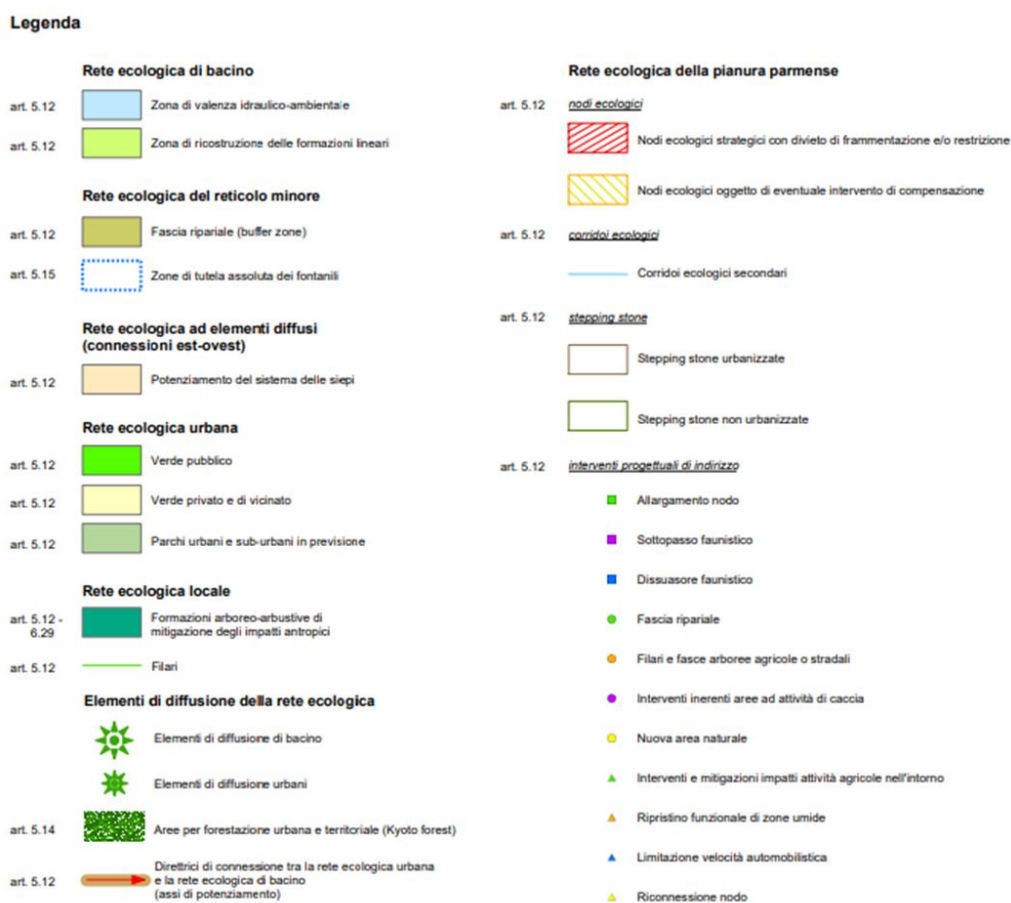 Legenda
Rete ecologica di bacino
art. 5.12 Zona di valenza idraulico-ambientale
art. 5.12 Zona di ricostruzione delle formazioni lineari
Rete ecologica del reticolo minore
art. 5.12 Fascia ripariale (buffer zone)
art. 5.15 Zone di tutela assoluta dei fontanili
Rete ecologica ad elementi diffusi
(connessioni est-ovest)
art. 5.12 Potenziamento del sistema delle siepi
Rete ecologica urbana
art. 5.12 Verde pubblico
art. 5.12 Verde privato e di vicinato
art. 5.12 Parchi urbani e sub-urbani in previsione
Rete ecologica locale
art. 5.12 - Formazioni arboreo-arbustive di
6.29 mitigazione degli impatti antropici
art. 5.12 Filari
Elementi di diffusione della rete ecologica
Elementi di diffusione di bacino
Elementi di diffusione urbani
art. 5.14 Aree per forestazione urbana e territoriale (Kyoto forest)
Direttrici di connessione tra la rete ecologica urbana
art. 5.12 e la rete ecologica di bacino
(assi di potenziamento)
Rete ecologica della pianura parmense
art. 5.12 nodi ecologici
Nodi ecologici strategici con divieto di frammentazione e/o restrizione
Nodi ecologici oggetto di eventuale intervento di compensazione
art. 5.12 corridoi ecologici
Corridoi ecologici secondari
art. 5.12 stepping stone
Stepping stone urbanizzate
Stepping stone non urbanizzate
art. 5.12 interventi progettuali di indirizzo
Allargamento nodo
Sottopasso faunistico
Dissuasore faunistico
Fascia ripariale
Filari e fasce arboree agricole o stradali
Interventi inerenti aree ad attività di caccia
Nuova area naturale
Interventi e mitigazioni impatti attività agricole nell'intorno
Ripristino funzionale di zone umide
Limitazione velocità automobilistica
Riconnessione nodo